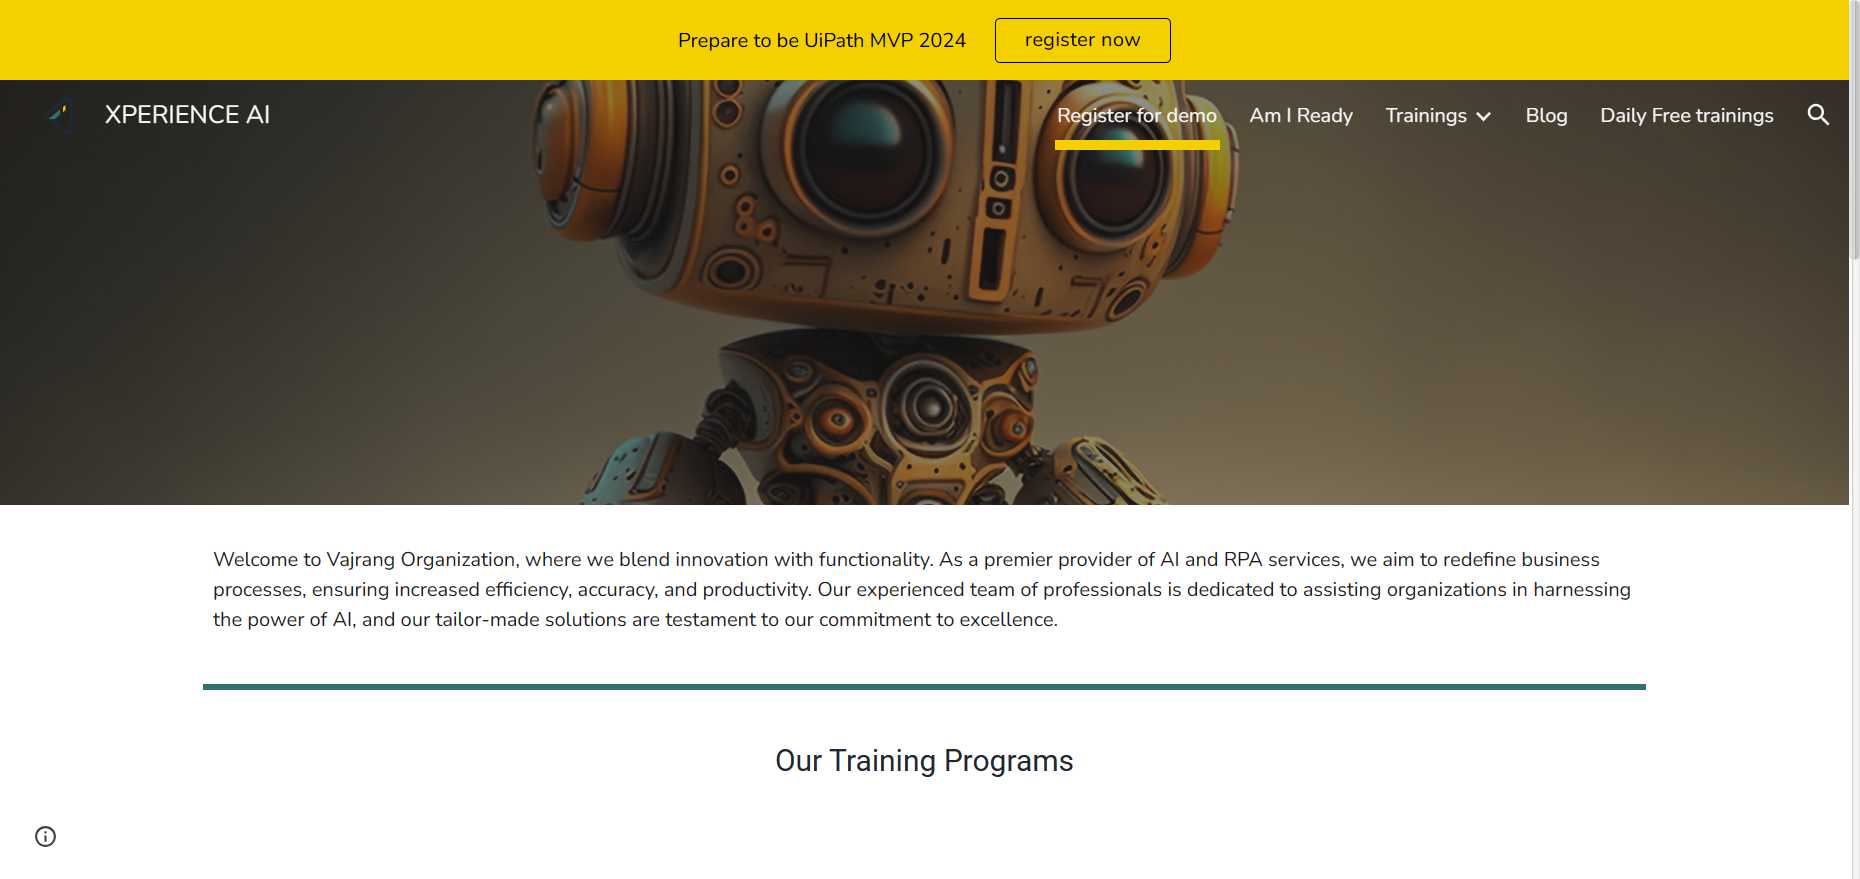 Prepare to be UiPath MVP 2024 register now
XPERIENCE AI Register for demo Am I Ready Trainings Blog Daily Free trainings
Welcome to Vajrang Organization, where we blend innovation with functionality. As a premier provider of AI and RPA services, we aim to redefine business
processes, ensuring increased efficiency, accuracy, and productivity. Our experienced team of professionals is dedicated to assisting organizations in harnessing
the power of AI, and our tailor-made solutions are testament to our commitment to excellence.
Our Training Programs